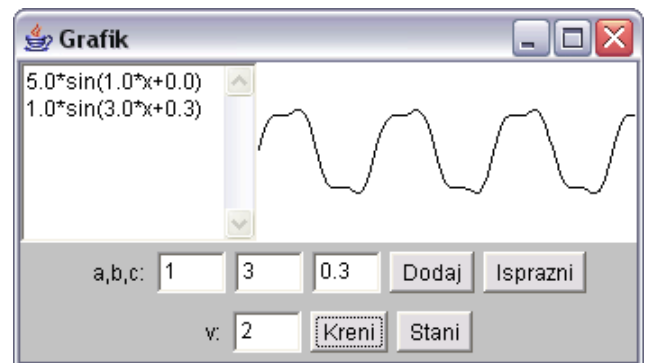 Grafik
5.0*sin(1.0*x+0.0)
1.0*sin(3.0*x+0.3)
a,b,c: 1 3 0.3 Dodaj Isprazni
v: 2 Kreni Stani